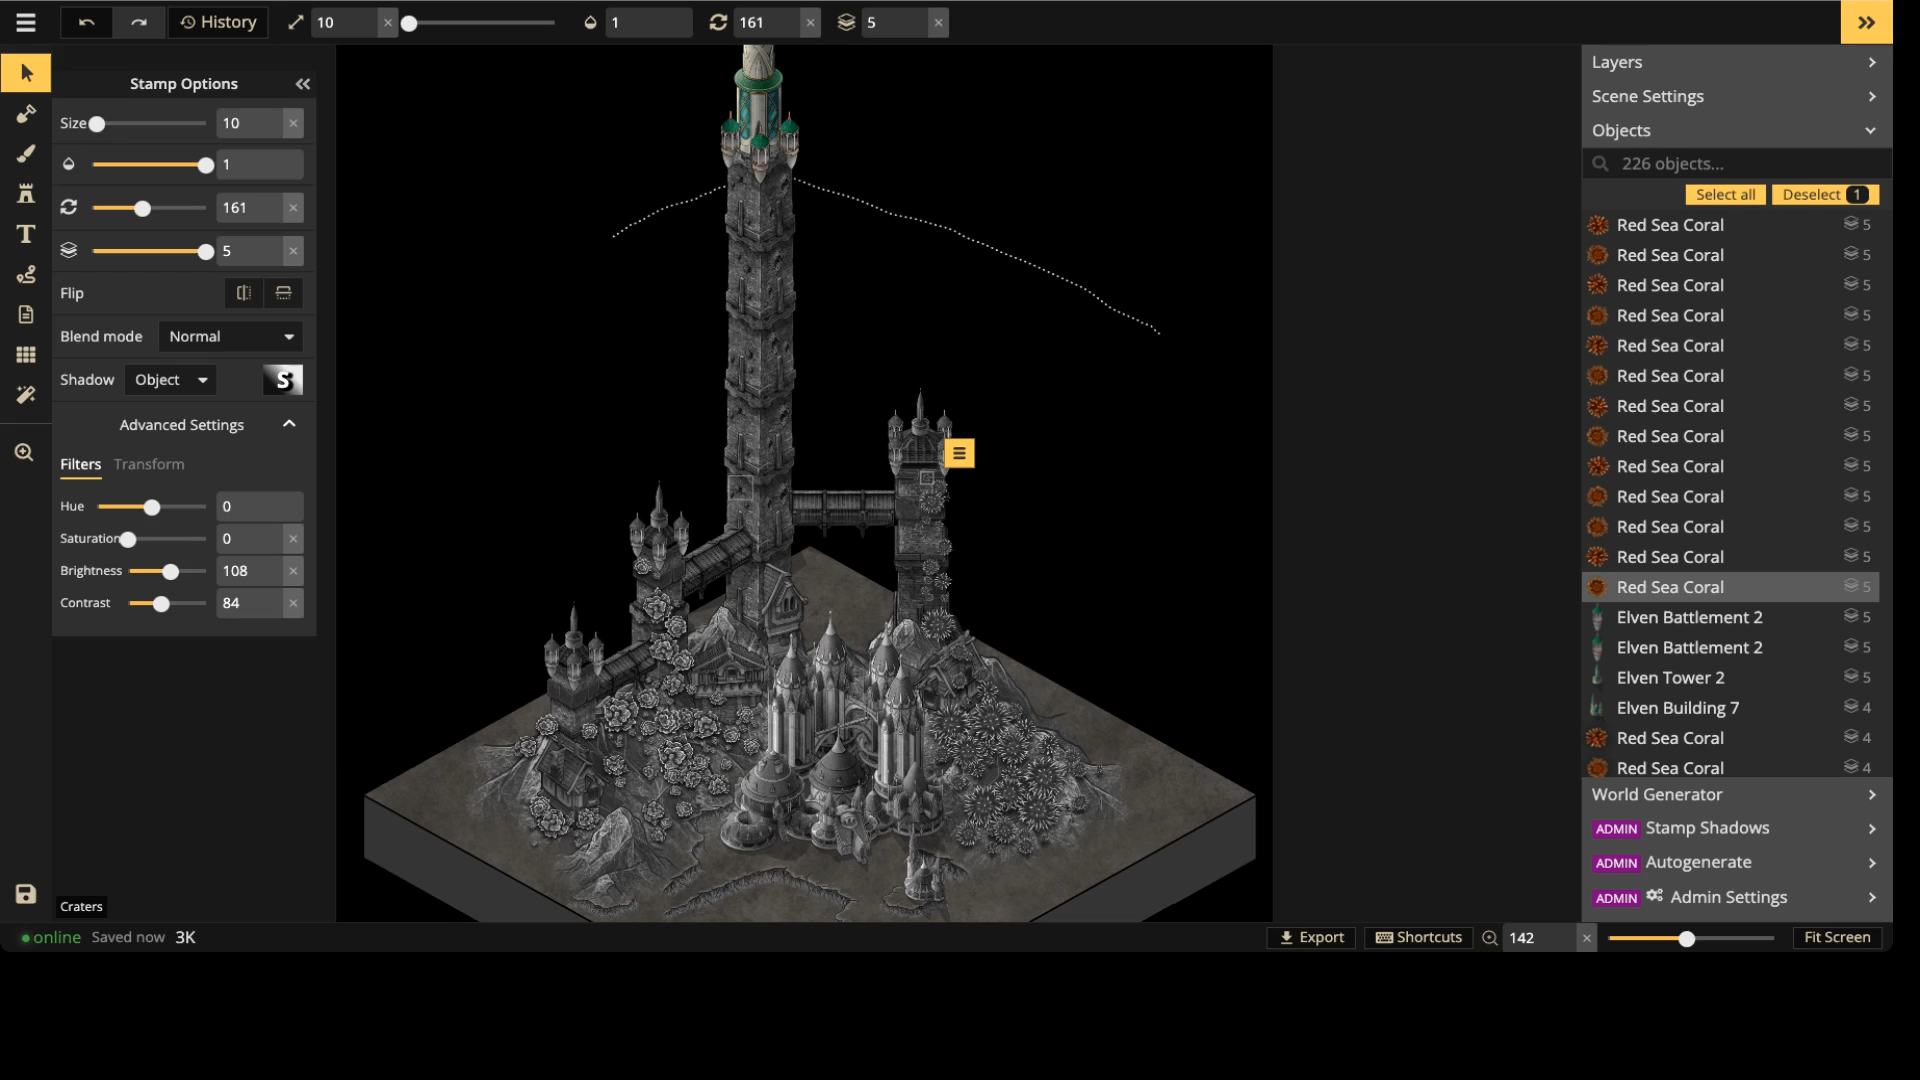 History 10 × 1 161 × 5 ×
Stamp Options
Size 10 ×
1
161 ×
5 ×
Flip
Blend mode Normal
Shadow Object S
Advanced Settings
Filters Transform
Hue 0
Saturation 0 ×
Brightness 108 ×
Contrast 84 ×
T
Craters
Layers
Scene Settings
Objects
226 objects...
Select all Deselect 1
Red Sea Coral 5
Red Sea Coral 5
Red Sea Coral 5
Red Sea Coral 5
Red Sea Coral 5
Red Sea Coral 5
Red Sea Coral 5
Red Sea Coral 5
Red Sea Coral 5
Red Sea Coral 5
Red Sea Coral 5
Red Sea Coral 5
Red Sea Coral 5
Elven Battlement 2 5
Elven Battlement 2 5
Elven Tower 2 5
Elven Building 7 4
Red Sea Coral 4
Red Sea Coral 4
World Generator
ADMIN Stamp Shadows
ADMIN Autogenerate
ADMIN Admin Settings
online Saved now 3K
Export Shortcuts 142 × Fit Screen